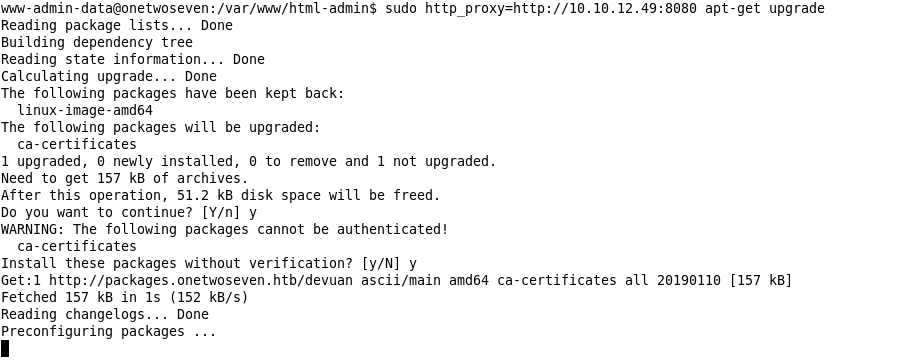 www-admin-data@onetwoseven:/var/www/html-admin$ sudo http_proxy=http://10.10.12.49:8080 apt-get upgrade
Reading package lists... Done
Building dependency tree
Reading state information... Done
Calculating upgrade... Done
The following packages have been kept back:
  linux-image-amd64
The following packages will be upgraded:
  ca-certificates
1 upgraded, 0 newly installed, 0 to remove and 1 not upgraded.
Need to get 157 kB of archives.
After this operation, 51.2 kB disk space will be freed.
Do you want to continue? [Y/n] y
WARNING: The following packages cannot be authenticated!
  ca-certificates
Install these packages without verification? [y/N] y
Get:1 http://packages.onetwoseven.htb/devuan ascii/main amd64 ca-certificates all 20190110 [157 kB]
Fetched 157 kB in 1s (152 kB/s)
Reading changelogs... Done
Preconfiguring packages ...